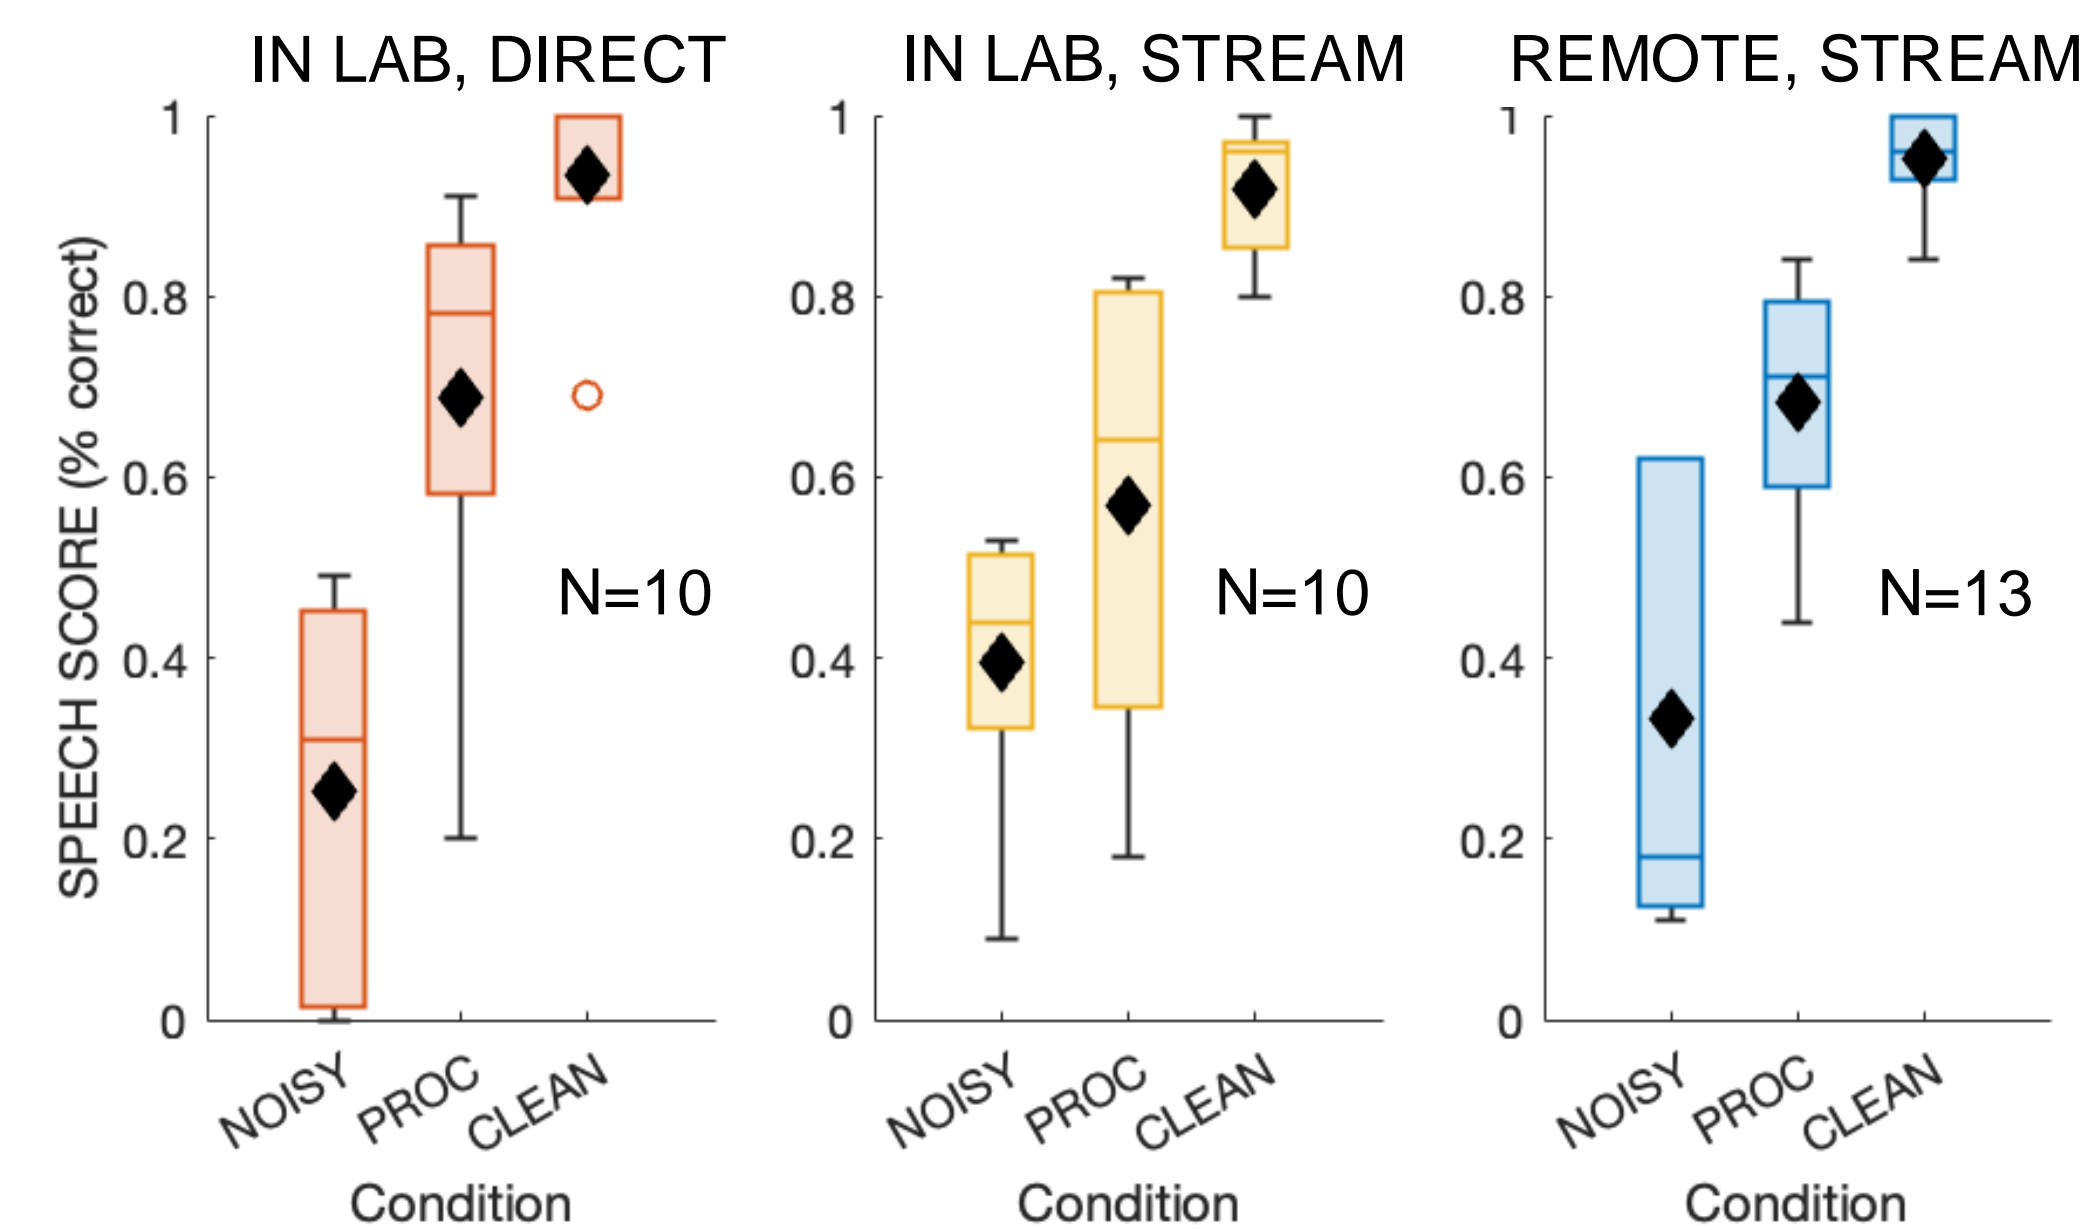 IN LAB, DIRECT
IN LAB, STREAM
REMOTE, STREAM
SPEECH SCORE (% correct)
1
0.8
0.6
0.4
0.2
0
N=10
NOISY
PROC
CLEAN
Condition
1
0.8
0.6
0.4
0.2
0
N=10
NOISY
PROC
CLEAN
Condition
1
0.8
0.6
0.4
0.2
0
N=13
NOISY
PROC
CLEAN
Condition